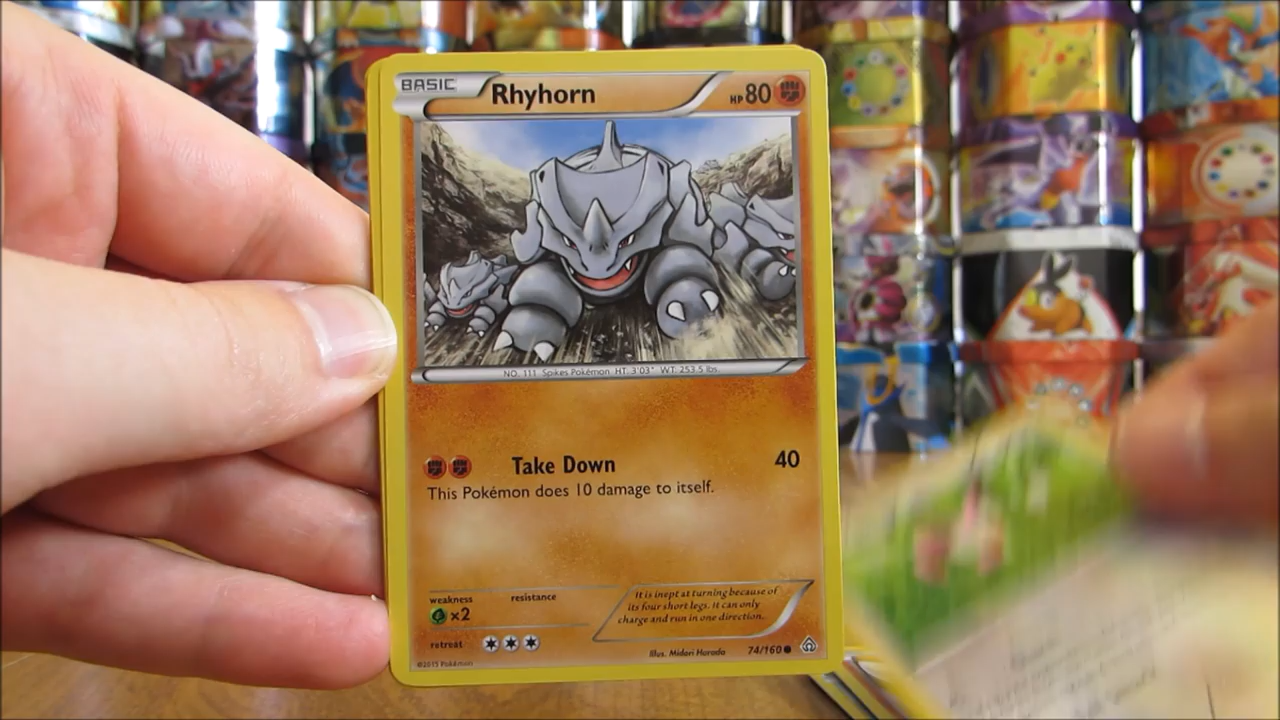 BASIC Rhyhorn HP 80
NO. 111 Spikes Pokémon HT: 3'03" WT: 253.5 lbs.
Take Down 40
This Pokémon does 10 damage to itself.
weakness resistance
×2
It is inept at turning because of
its four short legs. It can only
charge and run in one direction.
retreat
Illus. Midori Harada 74/160
©2015 Pokémon